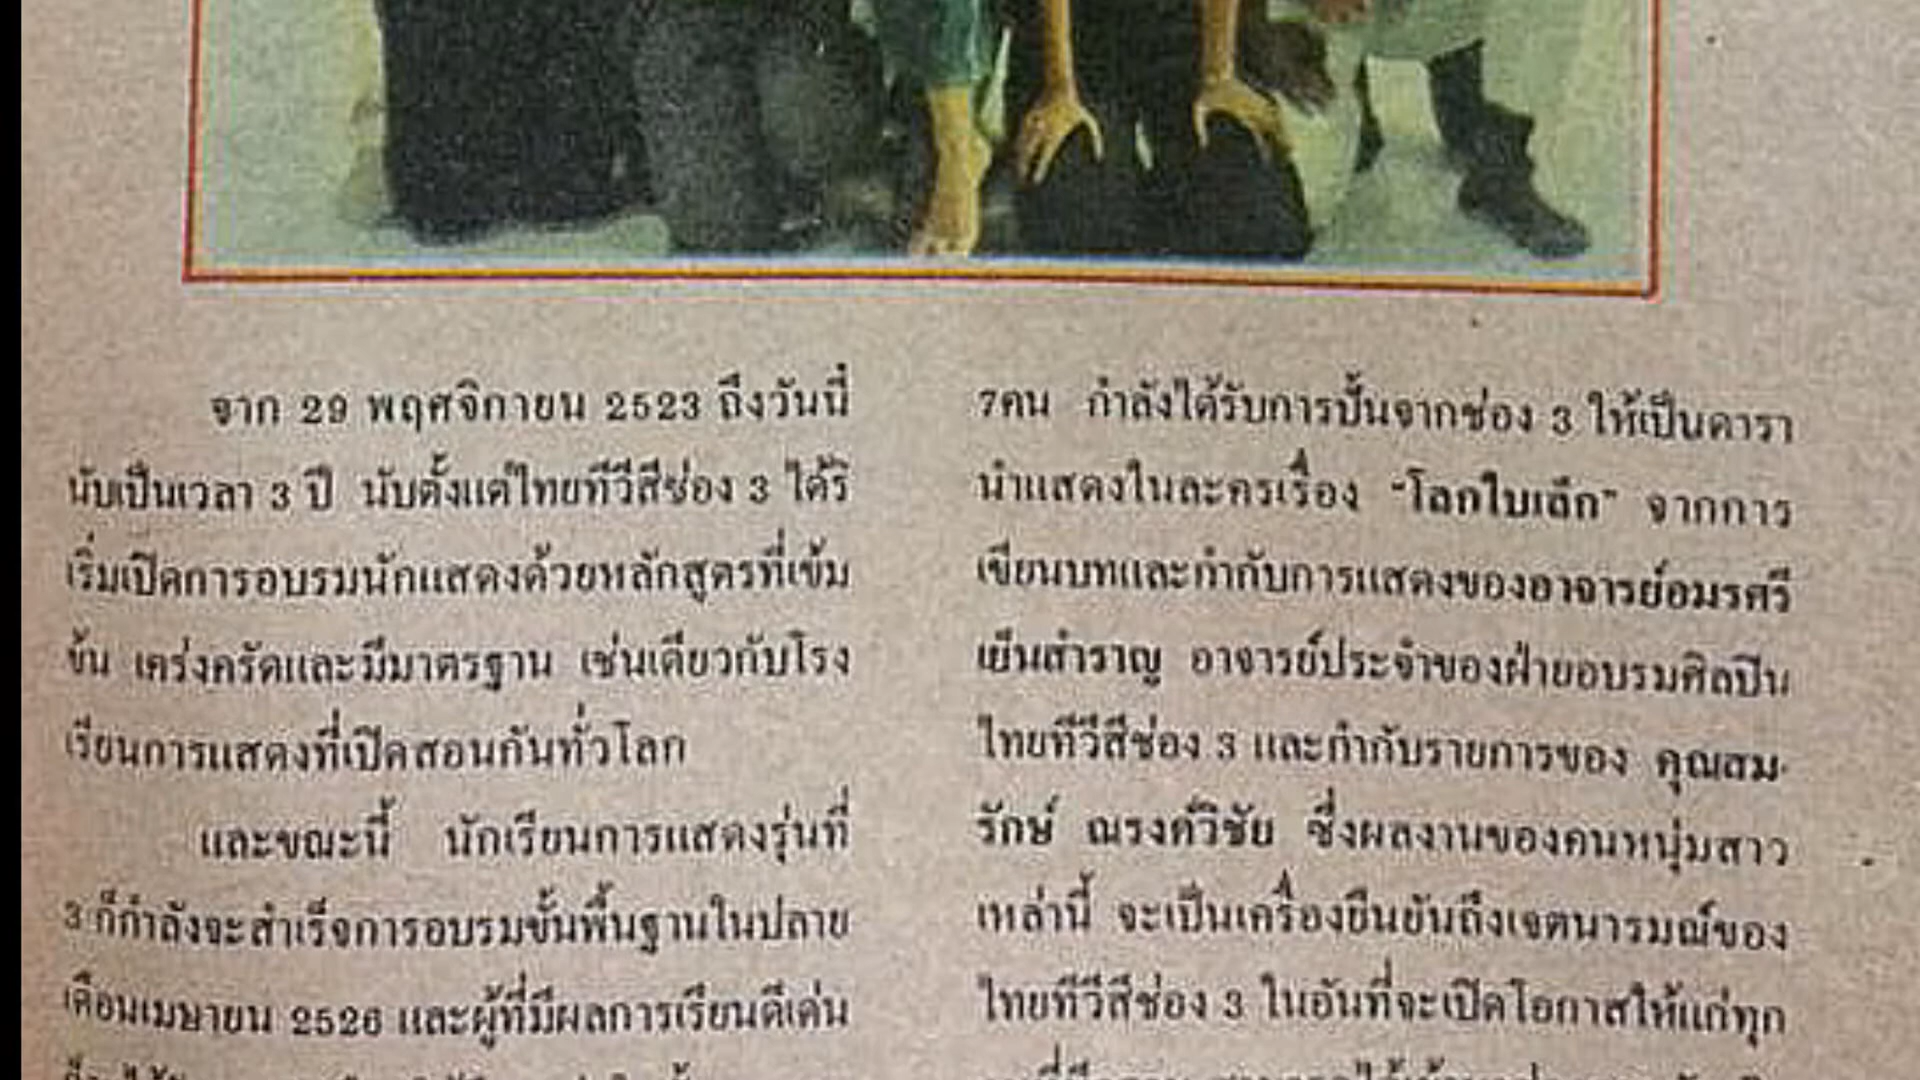 จาก 29 พฤศจิกายน 2523 ถึงวันนี้
นับเป็นเวลา 3 ปี นับตั้งแต่ไทยทีวีสีช่อง 3 ได้ริ
เริ่มเปิดการอบรมนักแสดงด้วยหลักสูตรที่เข้ม
ข้น เคร่งครัดและมีมาตรฐาน เช่นเดียวกับโรง
เรียนการแสดงที่เปิดสอนกันทั่วโลก
และขณะนี้ นักเรียนการแสดงรุ่นที่
3 ก็กำลังจะสำเร็จการอบรมขั้นพื้นฐานในปลาย
เดือนเมษายน 2526 และผู้ที่มีผลการเรียนดีเด่น
7คน กำลังได้รับการปั้นจากช่อง 3 ให้เป็นดารา
นำแสดงในละครเรื่อง "โลกใบเล็ก" จากการ
เขียนบทและกำกับการแสดงของอาจารย์อมรศรี
เย็นสำราญ อาจารย์ประจำของฝ่ายอบรมศิลปิน
ไทยทีวีสีช่อง 3 และกำกับรายการของ คุณสม-
รักษ์ ณรงค์วิชัย ซึ่งผลงานของคนหนุ่มสาว
เหล่านี้ จะเป็นเครื่องยืนยันถึงเจตนารมณ์ของ
ไทยทีวีสีช่อง 3 ในอันที่จะเปิดโอกาสให้แก่ทุก